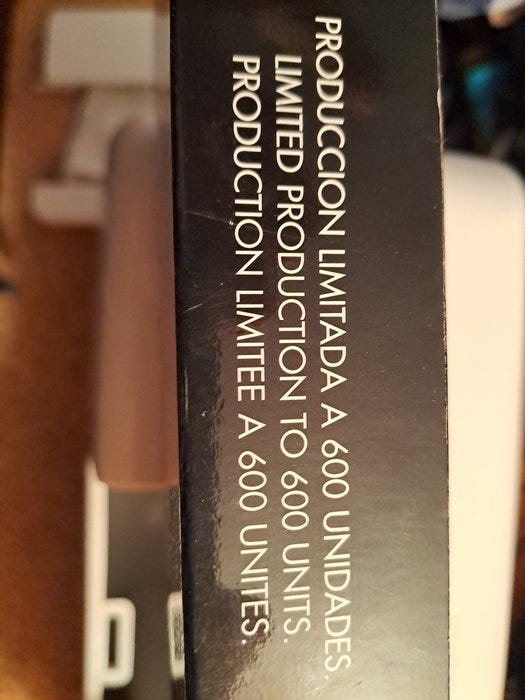 PRODUCCION LIMITADA A 600 UNIDADES.
LIMITED PRODUCTION TO 600 UNITS.
PRODUCTION LIMITEE A 600 UNITES.